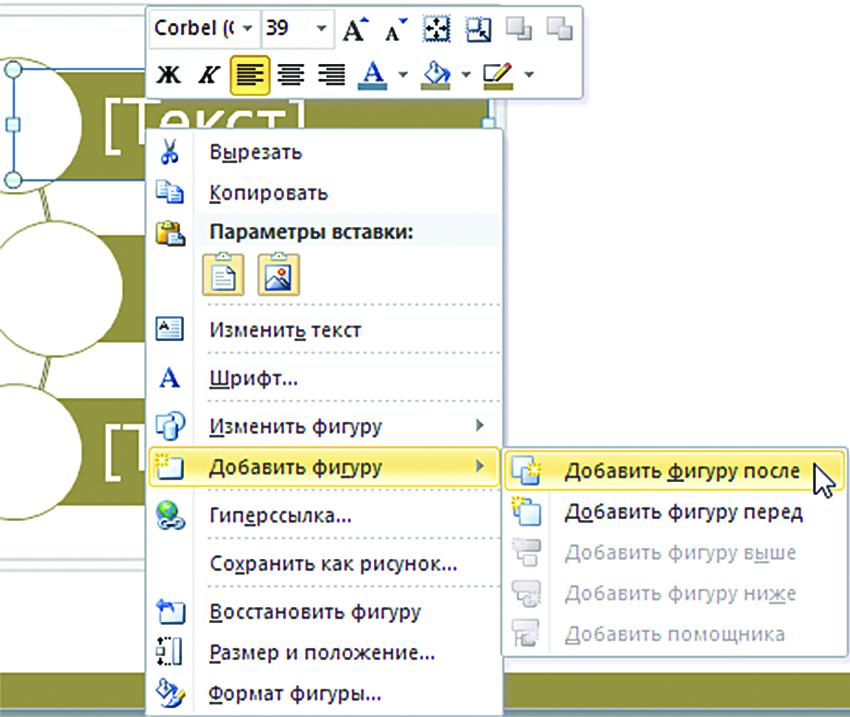 Corbel (( 39
Ж К
[Текст]
Вырезать
Копировать
Параметры вставки:
Изменить текст
Шрифт...
Изменить фигуру
Добавить фигуру
Добавить фигуру после
Гиперссылка...
Добавить фигуру перед
Сохранить как рисунок...
Добавить фигуру выше
Восстановить фигуру
Добавить фигуру ниже
Размер и положение...
Добавить помощника
Формат фигуры...